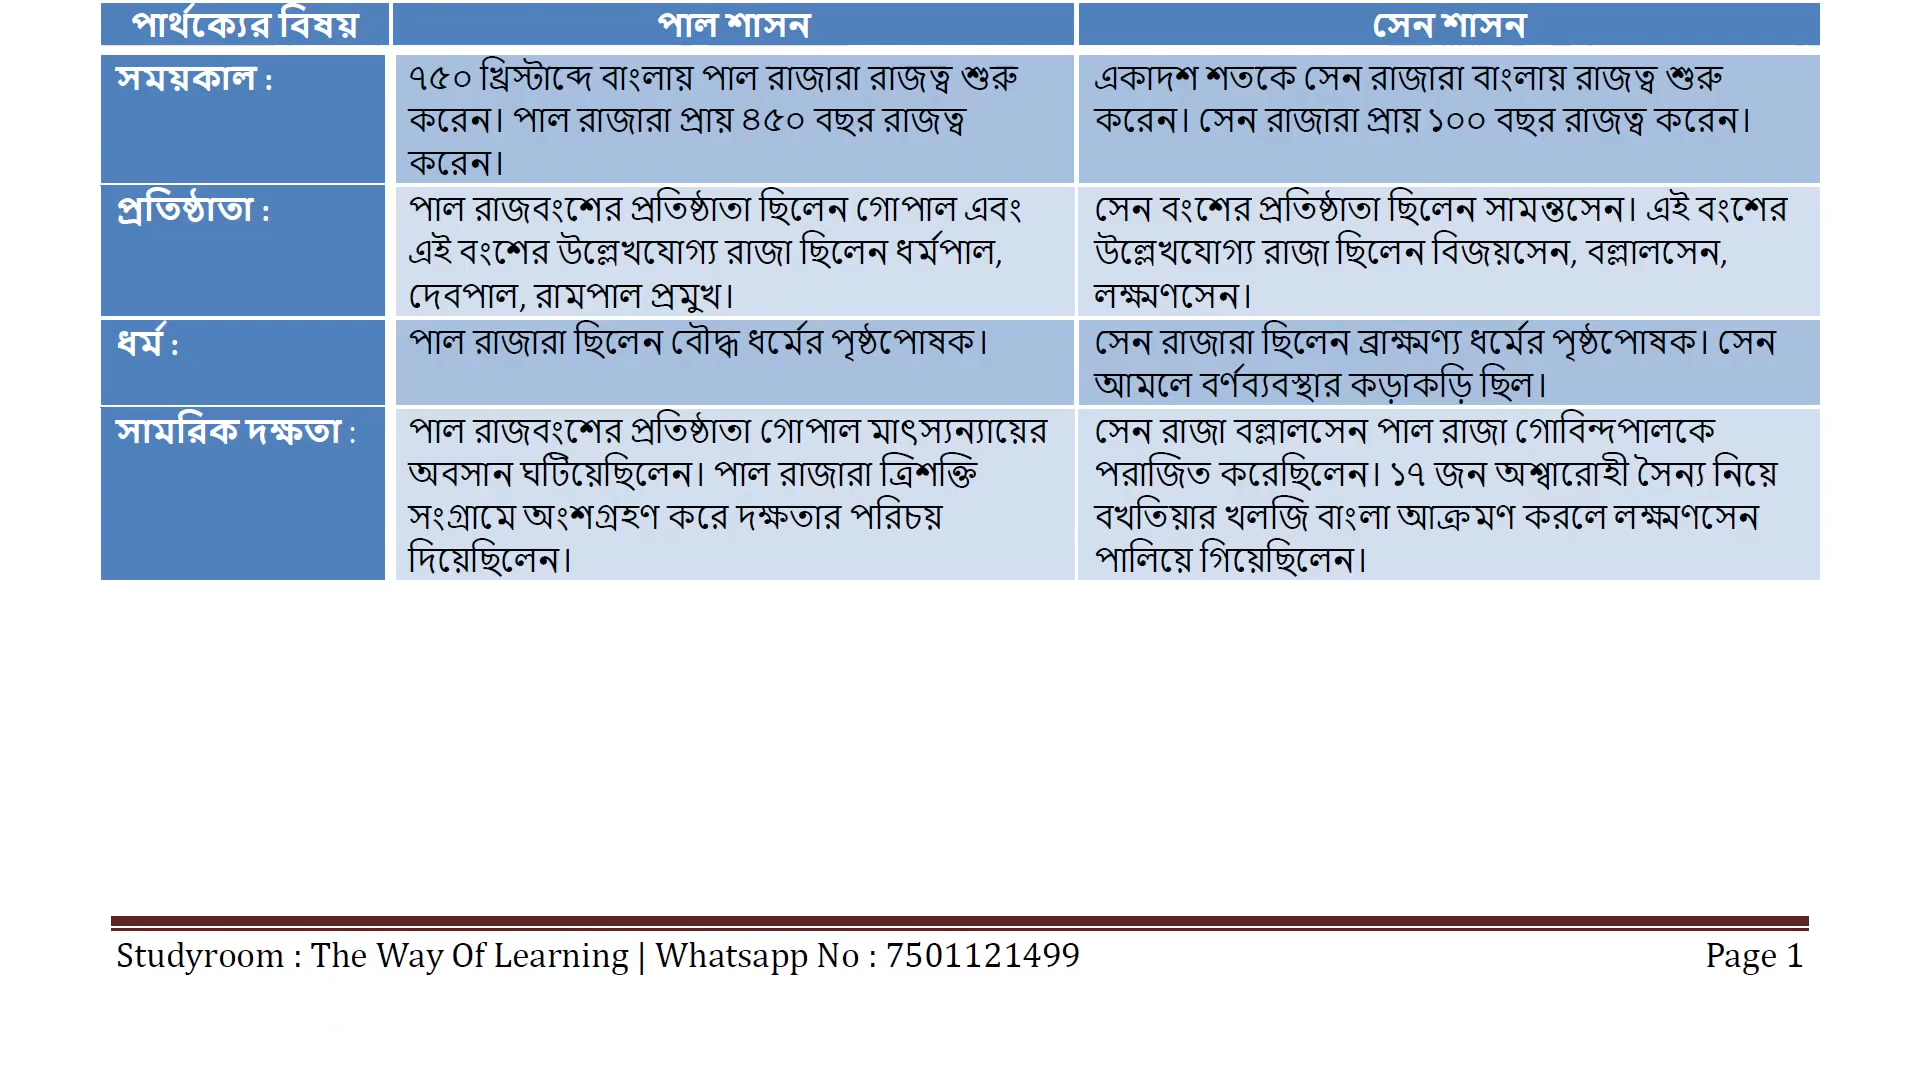 পার্থক্যের বিষয়
পাল শাসন
সেন শাসন
সময়কাল :
৭৫০ খ্রিস্টাব্দে বাংলায় পাল রাজারা রাজত্ব শুরু
করেন। পাল রাজারা প্রায় ৪৫০ বছর রাজত্ব
করেন।
একাদশ শতকে সেন রাজারা বাংলায় রাজত্ব শুরু
করেন। সেন রাজারা প্রায় ১০০ বছর রাজত্ব করেন।
প্রতিষ্ঠাতা :
পাল রাজবংশের প্রতিষ্ঠাতা ছিলেন গোপাল এবং
এই বংশের উল্লেখযোগ্য রাজা ছিলেন ধর্মপাল,
দেবপাল, রামপাল প্রমুখ।
সেন বংশের প্রতিষ্ঠাতা ছিলেন সামন্তসেন। এই বংশের
উল্লেখযোগ্য রাজা ছিলেন বিজয়সেন, বল্লালসেন,
লক্ষ্মণসেন।
ধর্ম :
পাল রাজারা ছিলেন বৌদ্ধ ধর্মের পৃষ্ঠপোষক।
সেন রাজারা ছিলেন ব্রাহ্মণ্য ধর্মের পৃষ্ঠপোষক। সেন
আমলে বর্ণব্যবস্থার কড়াকড়ি ছিল।
সামরিক দক্ষতা :
পাল রাজবংশের প্রতিষ্ঠাতা গোপাল মাৎস্যন্যায়ের
অবসান ঘটিয়েছিলেন। পাল রাজারা ত্রিশক্তি
সংগ্রামে অংশগ্রহণ করে দক্ষতার পরিচয়
দিয়েছিলেন।
সেন রাজা বল্লালসেন পাল রাজা গোবিন্দপালকে
পরাজিত করেছিলেন। ১৭ জন অশ্বারোহী সৈন্য নিয়ে
বখতিয়ার খলজি বাংলা আক্রমণ করলে লক্ষ্মণসেন
পালিয়ে গিয়েছিলেন।
Studyroom : The Way Of Learning | Whatsapp No : 7501121499
Page 1